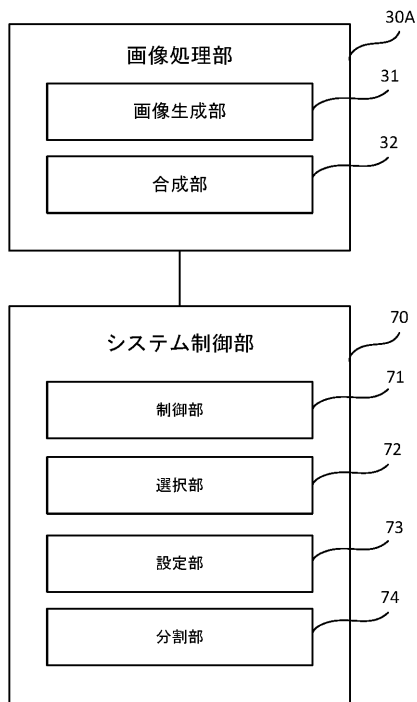 30A
画像処理部
31
画像生成部
32
合成部
70
システム制御部
71
制御部
72
選択部
73
設定部
74
分割部